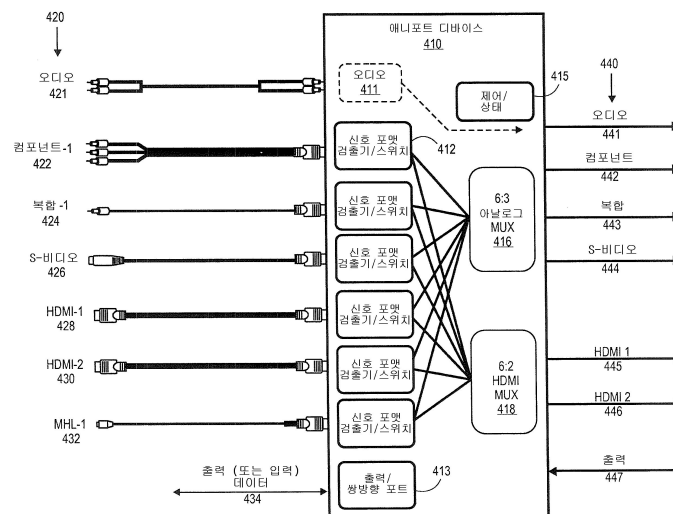 420
오디오
421
컴포넌트-1
422
복합-1
424
S-비디오
426
HDMI-1
428
HDMI-2
430
MHL-1
432
출력 (또는 입력)
데이터
434
애니포트 디바이스
410
오디오
411
제어/
상태
415
신호 포맷
검출기/스위치
412
신호 포맷
검출기/스위치
신호 포맷
검출기/스위치
신호 포맷
검출기/스위치
신호 포맷
검출기/스위치
신호 포맷
검출기/스위치
출력/
쌍방향 포트
413
6:3
아날로그
MUX
416
6:2
HDMI
MUX
418
440
오디오
441
컴포넌트
442
복합
443
S-비디오
444
HDMI 1
445
HDMI 2
446
출력
447